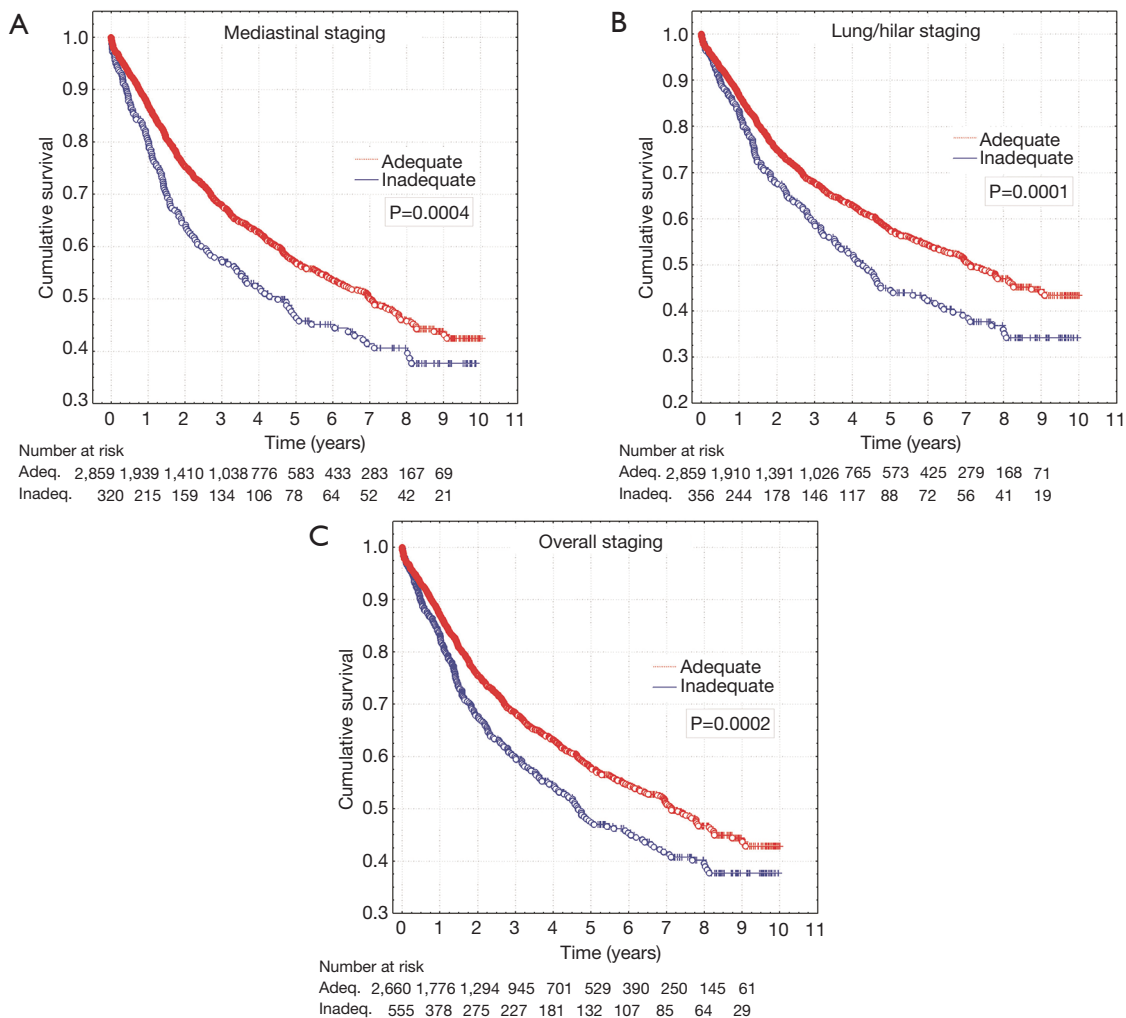 A
Mediastinal staging
1.0
0.9
0.8
0.7
0.6
0.5
0.4
0.3
Cumulative survival
Adequate
Inadequate
P=0.0004
0 1 2 3 4 5 6 7 8 9 10 11
Time (years)
Number at risk
Adeq. 2,859 1,939 1,410 1,038 776 583 433 283 167 69
Inadeq. 320 215 159 134 106 78 64 52 42 21
B
Lung/hilar staging
1.0
0.9
0.8
0.7
0.6
0.5
0.4
0.3
0.2
Cumulative survival
Adequate
Inadequate
P=0.0001
0 1 2 3 4 5 6 7 8 9 10 11
Time (years)
Number at risk
Adeq. 2,859 1,910 1,391 1,026 765 573 425 279 168 71
Inadeq. 356 244 178 146 117 88 72 56 41 19
C
Overall staging
1.0
0.9
0.8
0.7
0.6
0.5
0.4
0.3
Cumulative survival
Adequate
Inadequate
P=0.0002
0 1 2 3 4 5 6 7 8 9 10 11
Time (years)
Number at risk
Adeq. 2,660 1,776 1,294 945 701 529 390 250 145 61
Inadeq. 555 378 275 227 181 132 107 85 64 29